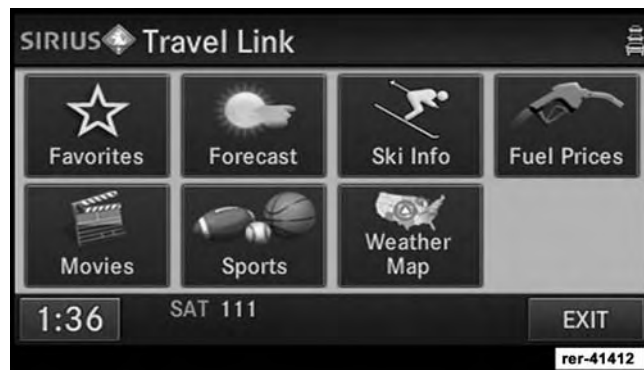 SIRIUS Travel Link
Favorites Forecast Ski Info Fuel Prices
Movies Sports Weather Map
1:36 SAT 111 EXIT
rer-41412